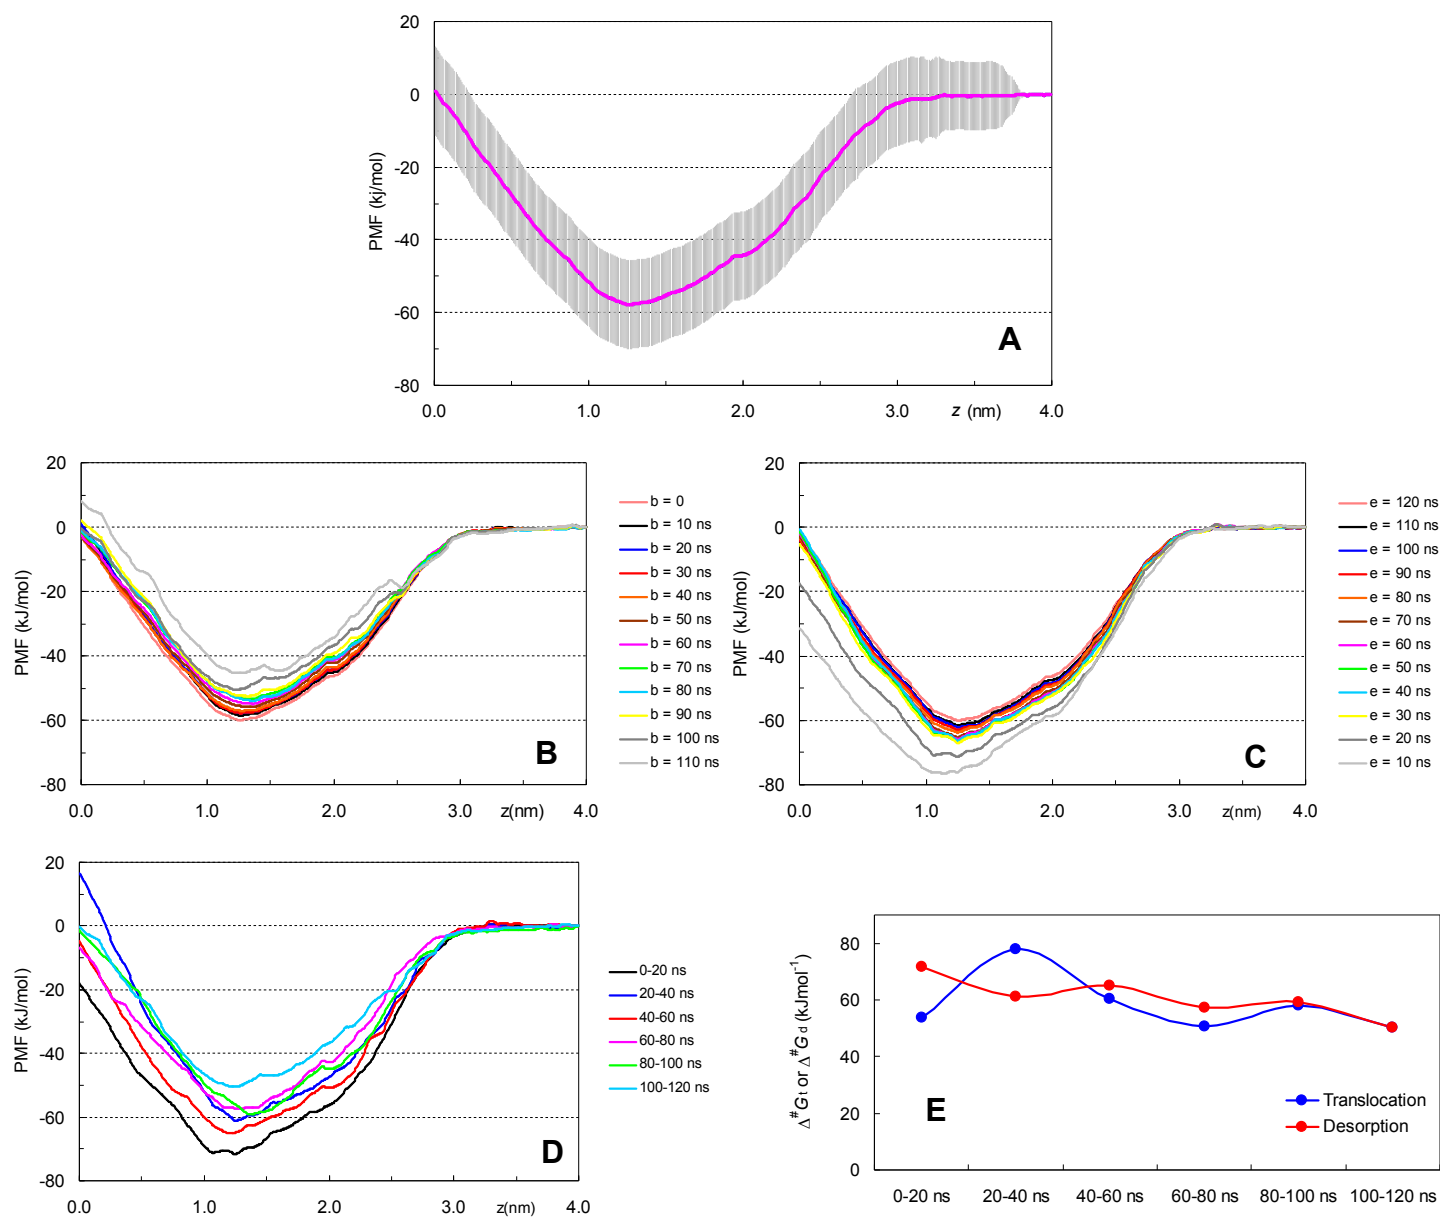 20
0
-20
-40
-60
-80
PMF (kj/mol)
A
0.0 1.0 2.0 3.0 z (nm) 4.0
20
0
-20
-40
-60
-80
PMF (kJ/mol)
B
0.0 1.0 2.0 3.0 z(nm) 4.0
b = 0
b = 10 ns
b = 20 ns
b = 30 ns
b = 40 ns
b = 50 ns
b = 60 ns
b = 70 ns
b = 80 ns
b = 90 ns
b = 100 ns
b = 110 ns
20
0
-20
-40
-60
-80
PMF (kJ/mol)
C
0.0 1.0 2.0 3.0 z(nm) 4.0
e = 120 ns
e = 110 ns
e = 100 ns
e = 90 ns
e = 80 ns
e = 70 ns
e = 60 ns
e = 50 ns
e = 40 ns
e = 30 ns
e = 20 ns
e = 10 ns
20
0
-20
-40
-60
-80
PMF (kJ/mol)
D
0.0 1.0 2.0 3.0 z(nm) 4.0
0-20 ns
20-40 ns
40-60 ns
60-80 ns
80-100 ns
100-120 ns
80
60
40
20
0
Δ#Gt or Δ#Gd (kJmol-1)
E
Translocation
Desorption
0-20 ns 20-40 ns 40-60 ns 60-80 ns 80-100 ns 100-120 ns